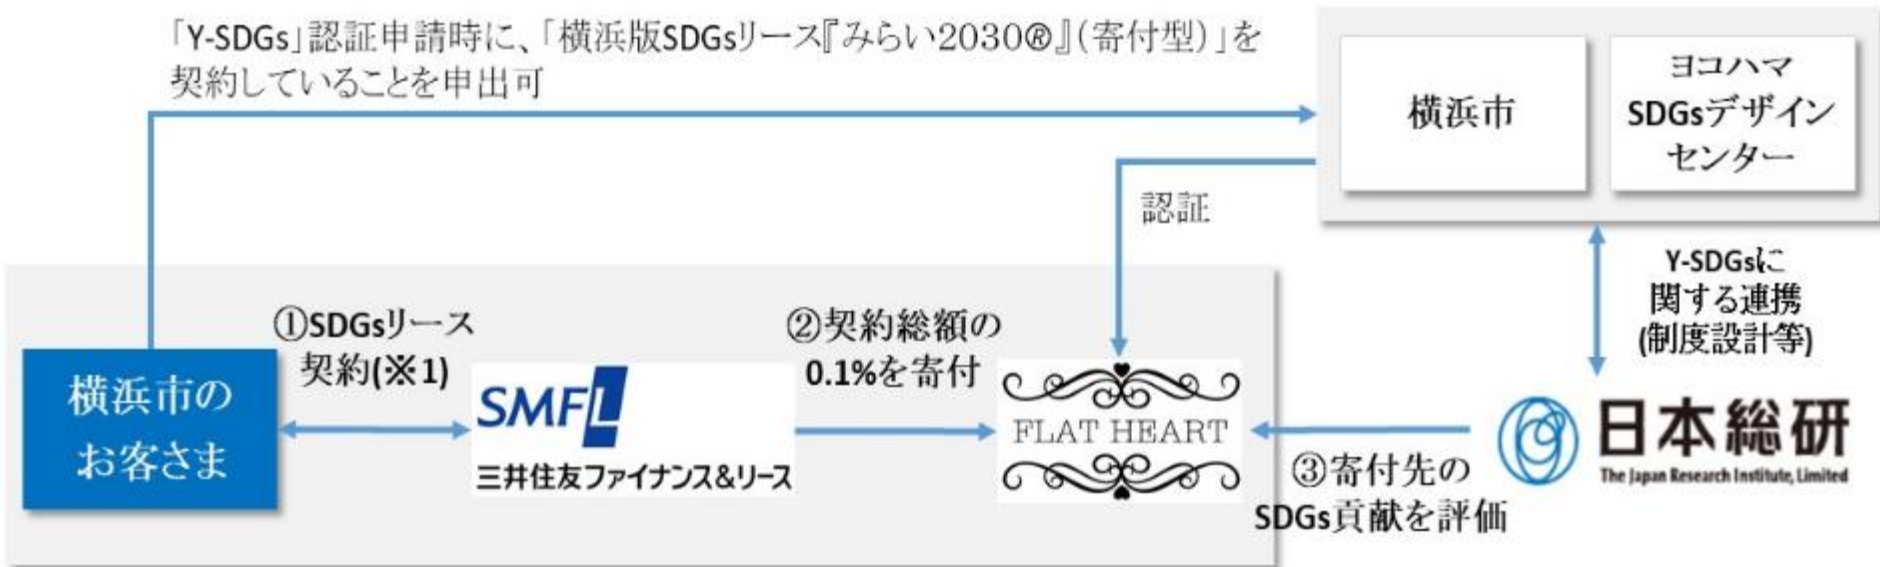 「Y-SDGs」認証申請時に、「横浜版SDGsリース『みらい2030®』(寄付型)」を
契約していることを申出可
横浜市
ヨコハマ
SDGsデザイン
センター
認証
Y-SDGsに
関する連携
(制度設計等)
①SDGsリース
契約(※1)
②契約総額の
0.1%を寄付
横浜市の
お客さま
SMFL
三井住友ファイナンス&リース
FLAT HEART
日本総研
The Japan Research Institute, Limited
③寄付先の
SDGs貢献を評価